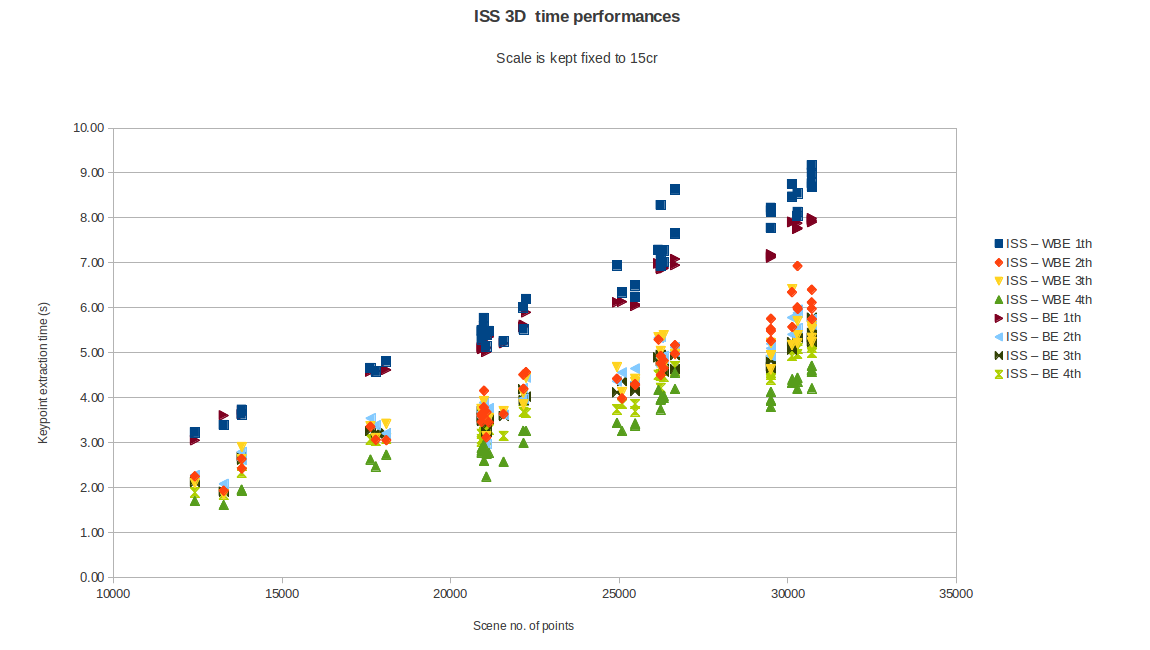 ISS 3D  time performances
Scale is kept fixed to 15cr
Keypoint extraction time (s)
10.00
9.00
8.00
7.00
6.00
5.00
4.00
3.00
2.00
1.00
0.00
10000 15000 20000 25000 30000 35000
Scene no. of points
ISS – WBE 1th
ISS – WBE 2th
ISS – WBE 3th
ISS – WBE 4th
ISS – BE 1th
ISS – BE 2th
ISS – BE 3th
ISS – BE 4th